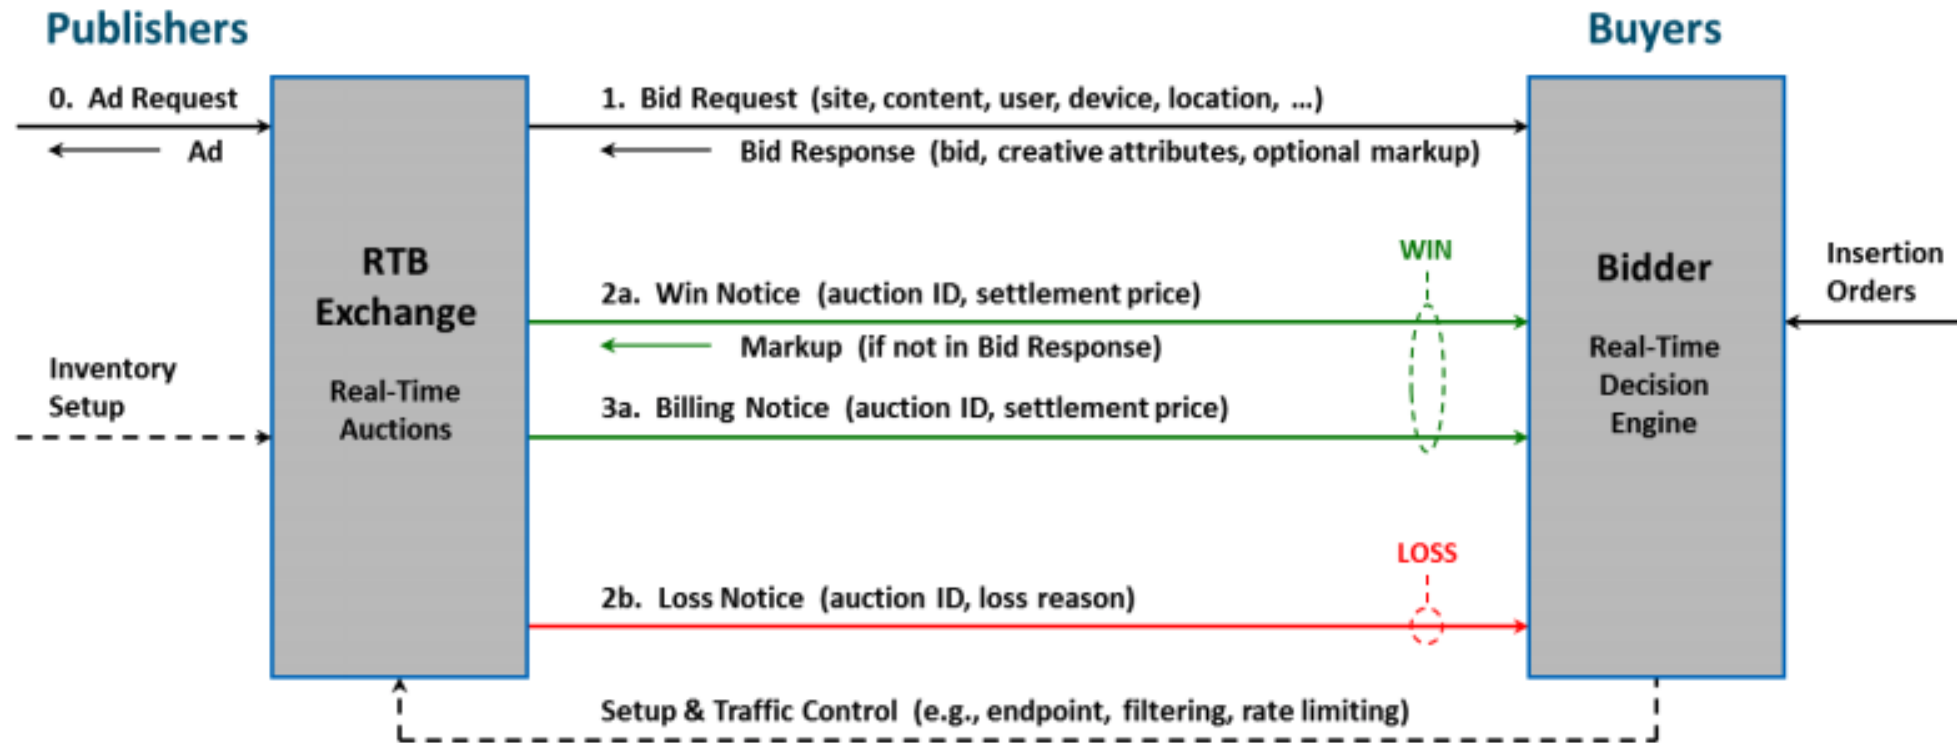 Publishers
Buyers
0. Ad Request
Ad
1. Bid Request (site, content, user, device, location, ...)
Bid Response (bid, creative attributes, optional markup)
RTB
Exchange
Real-Time
Auctions
WIN
2a. Win Notice (auction ID, settlement price)
Markup (if not in Bid Response)
3a. Billing Notice (auction ID, settlement price)
Bidder
Real-Time
Decision
Engine
Insertion
Orders
Inventory
Setup
LOSS
2b. Loss Notice (auction ID, loss reason)
Setup & Traffic Control (e.g., endpoint, filtering, rate limiting)